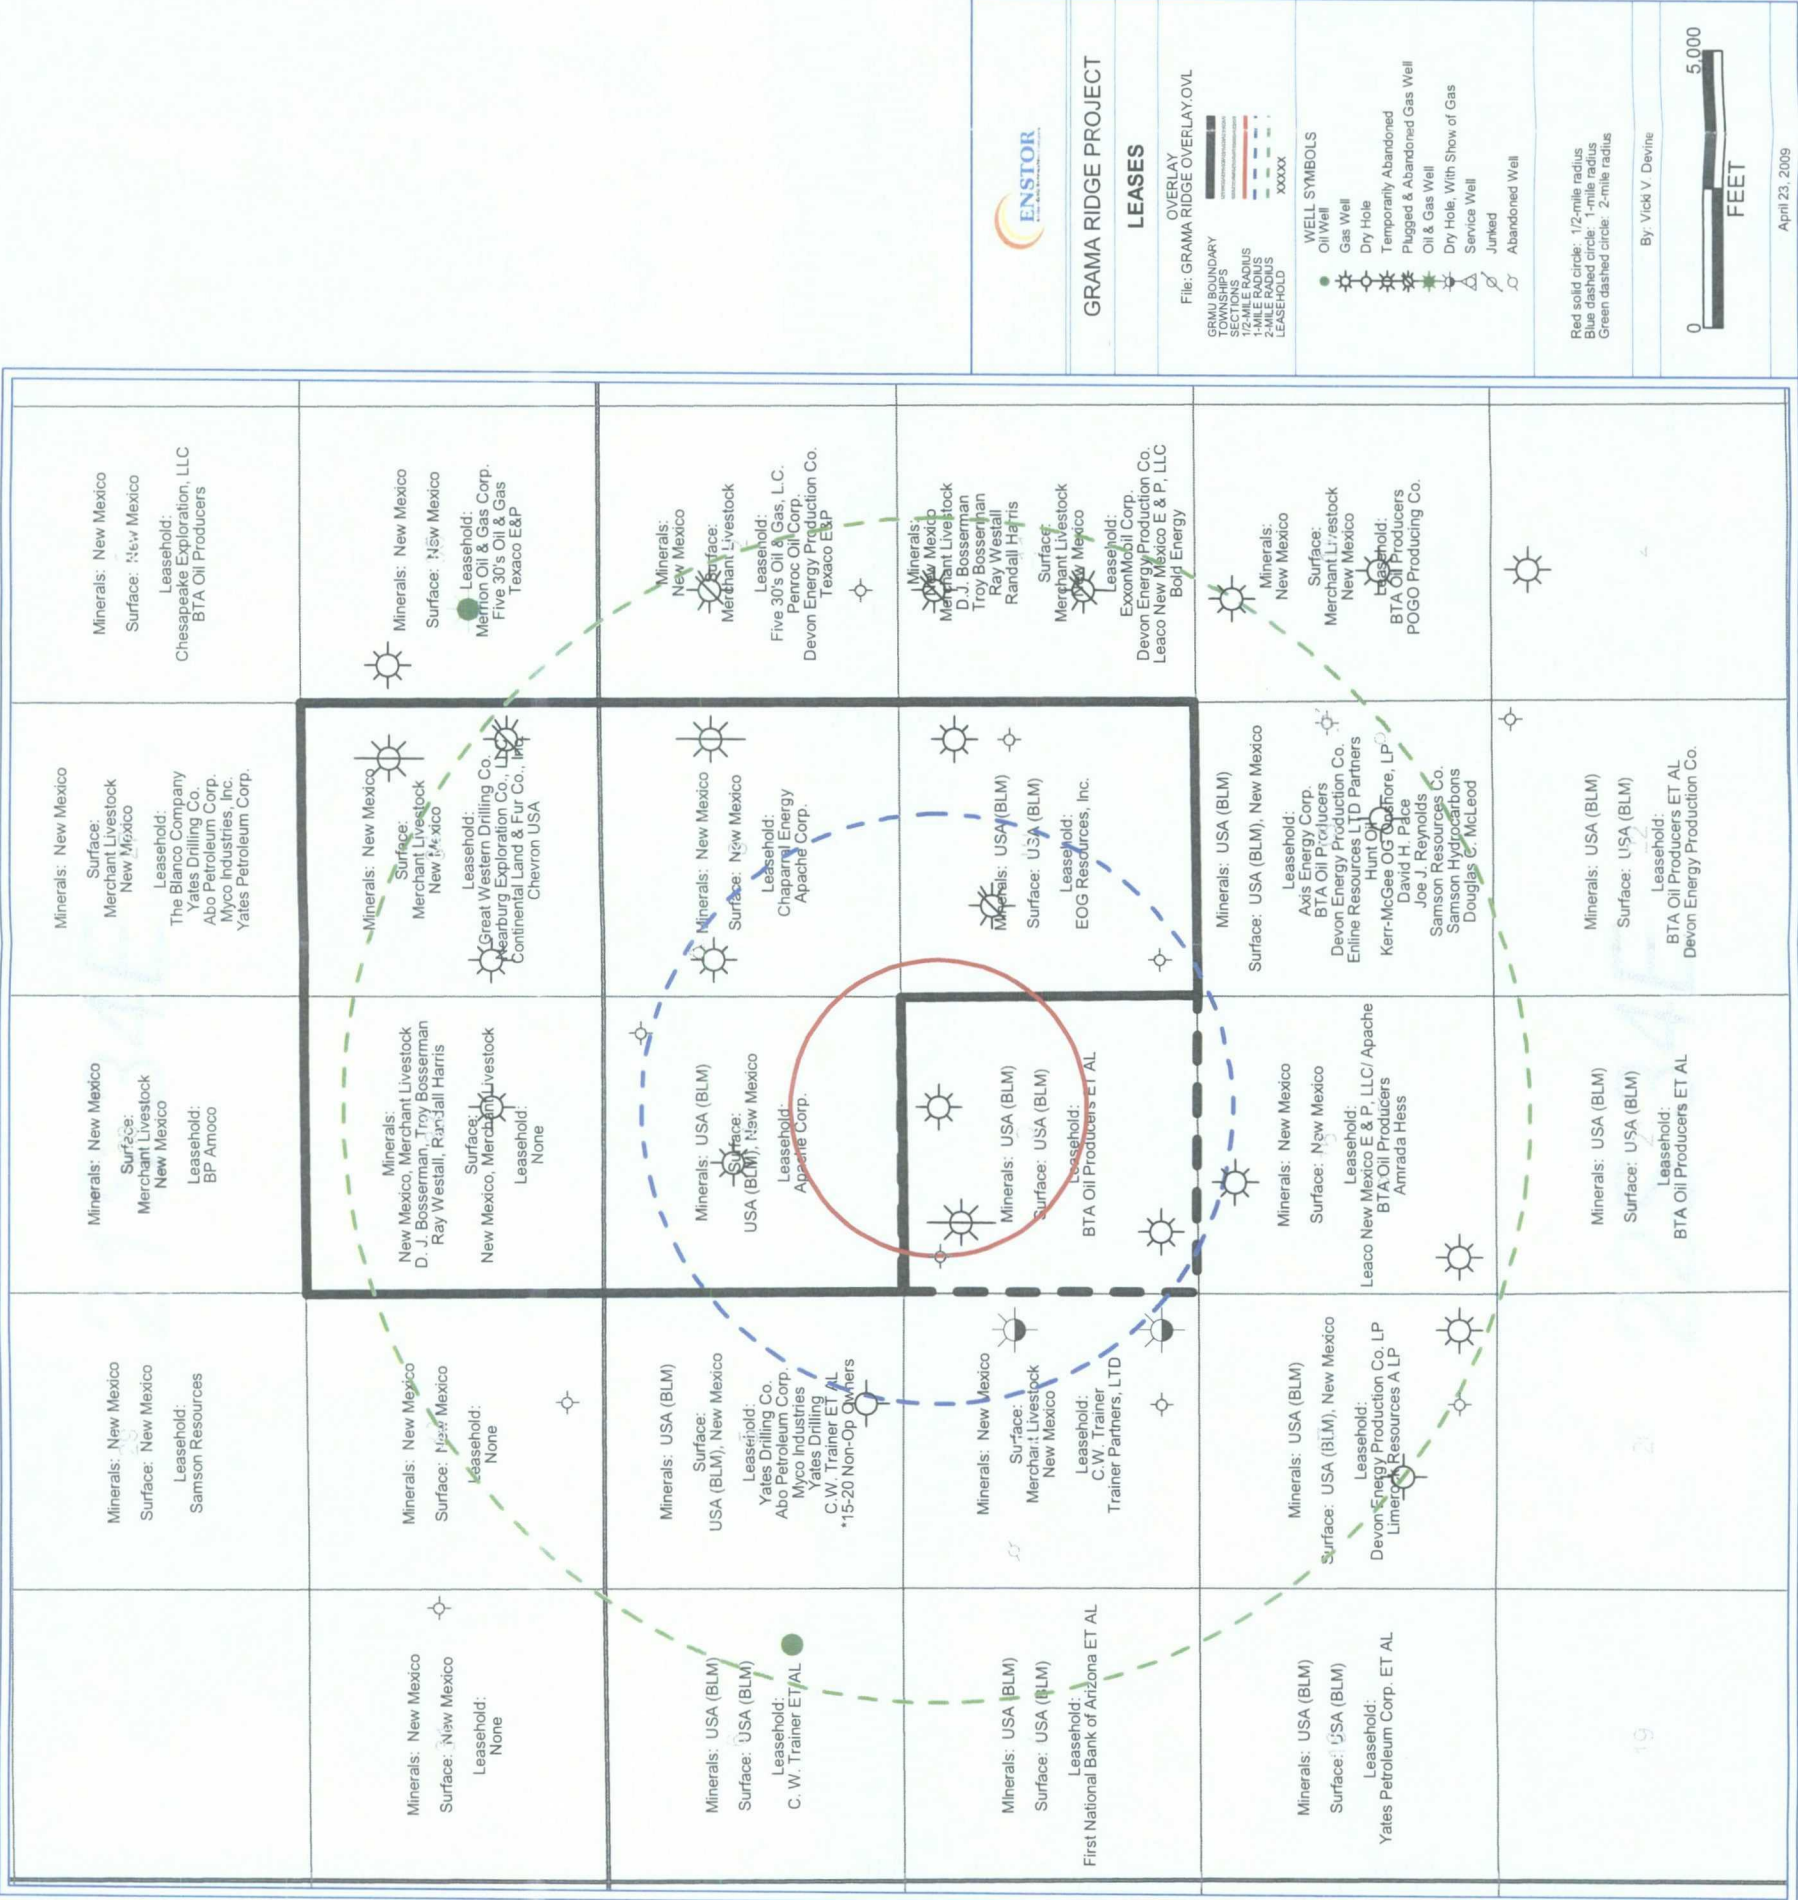 Minerals: New Mexico
Surface: New Mexico
Leasehold:
Samson Resources
Minerals: New Mexico
Surface:
Merchant Livestock
New Mexico
Leasehold:
BP Amoco
Minerals: New Mexico
Surface:
Merchant Livestock
New Mexico
Leasehold:
The Blanco Company
Yates Drilling Co.
Abo Petroleum Corp.
Myco Industries, Inc.
Yates Petroleum Corp.
Minerals: New Mexico
Surface: New Mexico
Leasehold:
Chesapeake Exploration, LLC
BTA Oil Producers
Minerals: New Mexico
Surface: New Mexico
Leasehold:
None
Minerals: New Mexico
Surface: New Mexico
Leasehold:
None
Minerals:
New Mexico, Merchant Livestock
D. J. Bosserman, Troy Bosserman
Ray Westall, Randall Harris
Surface:
New Mexico, Merchant Livestock
Leasehold:
None
Minerals: New Mexico
Surface:
Merchant Livestock
New Mexico
Leasehold:
Great Western Drilling Co.
Nearburg Exploration Co., LLC
Continental Land & Fur Co., Inc.
Chevron USA
Minerals: New Mexico
Surface: New Mexico
Leasehold:
Merrion Oil & Gas Corp.
Five 30's Oil & Gas
Texaco E&P
Minerals: USA (BLM)
Surface: USA (BLM)
Leasehold:
C. W. Trainer ET AL
Minerals: USA (BLM)
Surface:
USA (BLM), New Mexico
Leasehold:
Yates Drilling Co.
Abo Petroleum Corp.
Myco Industries
Yates Drilling
C.W. Trainer ET AL
*15-20 Non-Op Owners
Minerals: USA (BLM)
Surface:
USA (BLM), New Mexico
Leasehold:
Apache Corp.
Minerals: New Mexico
Surface: New Mexico
Leasehold:
Chaparral Energy
Apache Corp.
Minerals:
New Mexico
Surface:
Merchant Livestock
Leasehold:
Five 30's Oil & Gas, L.C.
Penroc Oil Corp.
Devon Energy Production Co.
Texaco E&P
Minerals: USA (BLM)
Surface: USA (BLM)
Leasehold:
First National Bank of Arizona ET AL
Minerals: New Mexico
Surface:
Merchant Livestock
New Mexico
Leasehold:
C.W. Trainer
Trainer Partners, LTD
Minerals: USA (BLM)
Surface: USA (BLM)
Leasehold:
BTA Oil Producers ET AL
Minerals: USA (BLM)
Surface: USA (BLM)
Leasehold:
EOG Resources, Inc.
Minerals:
New Mexico
Merchant Livestock
D.J. Bosserman
Troy Bosserman
Ray Westall
Randall Harris
Surface:
Merchant Livestock
New Mexico
Leasehold:
ExxonMobil Corp.
Devon Energy Production Co.
Leaco New Mexico E & P, LLC
Bold Energy
Minerals: USA (BLM)
Surface: USA (BLM)
Leasehold:
Yates Petroleum Corp. ET AL
Minerals: USA (BLM)
Surface: USA (BLM), New Mexico
Leasehold:
Devon Energy Production Co. LP
Limerock Resources A LP
Minerals: New Mexico
Surface: New Mexico
Leasehold:
Leaco New Mexico E & P, LLC/ Apache
BTA Oil Producers
Amrada Hess
Minerals: USA (BLM)
Surface: USA (BLM), New Mexico
Leasehold:
Axis Energy Corp.
BTA Oil Producers
Devon Energy Production Co.
Enline Resources LTD Partners
Hunt Oil
Kerr-McGee OG Onshore, LP
David H. Pace
Joe J. Reynolds
Samson Resources Co.
Samson Hydrocarbons
Douglas C. McLeod
Minerals:
New Mexico
Surface:
Merchant Livestock
New Mexico
Leasehold:
BTA Oil Producers
POGO Producing Co.
19
21
Minerals: USA (BLM)
Surface: USA (BLM)
Leasehold:
BTA Oil Producers ET AL
Minerals: USA (BLM)
Surface: USA (BLM)
Leasehold:
BTA Oil Producers ET AL
Devon Energy Production Co.
ENSTOR
GRAMA RIDGE PROJECT
LEASES
OVERLAY
File: GRAMA RIDGE OVERLAY.OVL
GRMU BOUNDARY
TOWNSHIPS
SECTIONS
1/2-MILE RADIUS
1-MILE RADIUS
2-MILE RADIUS
LEASEHOLD XXXXX
WELL SYMBOLS
Oil Well
Gas Well
Dry Hole
Temporarily Abandoned
Plugged & Abandoned Gas Well
Oil & Gas Well
Dry Hole, With Show of Gas
Service Well
Junked
Abandoned Well
Red solid circle: 1/2-mile radius
Blue dashed circle: 1-mile radius
Green dashed circle: 2-mile radius
By: Vicki V. Devine
0 5,000
FEET
April 23, 2009